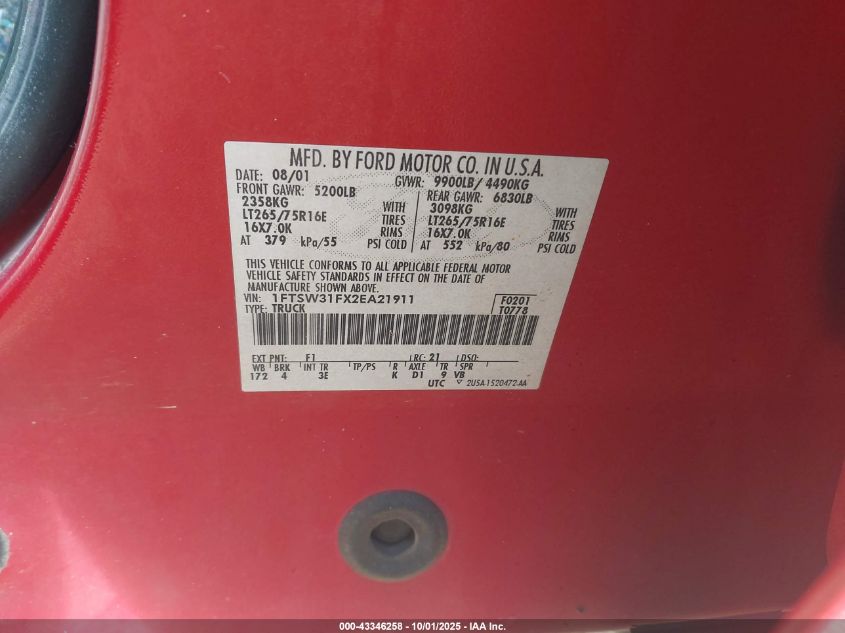 MFD. BY FORD MOTOR CO. IN U.S.A.
DATE: 08/01 GVWR: 9900LB/ 4490KG
FRONT GAWR: 5200LB REAR GAWR: 6830LB
2358KG WITH 3098KG WITH
LT265/75R16E TIRES LT265/75R16E TIRES
16X7.0K RIMS 16X7.0K RIMS
AT 379 kPa/55 PSI COLD AT 552 kPa/80 PSI COLD
THIS VEHICLE CONFORMS TO ALL APPLICABLE FEDERAL MOTOR
VEHICLE SAFETY STANDARDS IN EFFECT ON THE DATE OF
MANUFACTURE SHOWN ABOVE.
VIN: 1FTSW31FX2EA21911 F0201
TYPE: TRUCK T0778
EXT PNT: F1 RC: 21 DSO:
WB BRK INT TR TP/PS R AXLE TR SPR
172 4 3E K D1 9 VB
UTC 2U5A-1520472-AA
000-43346258 - 10/01/2025 - IAA Inc.